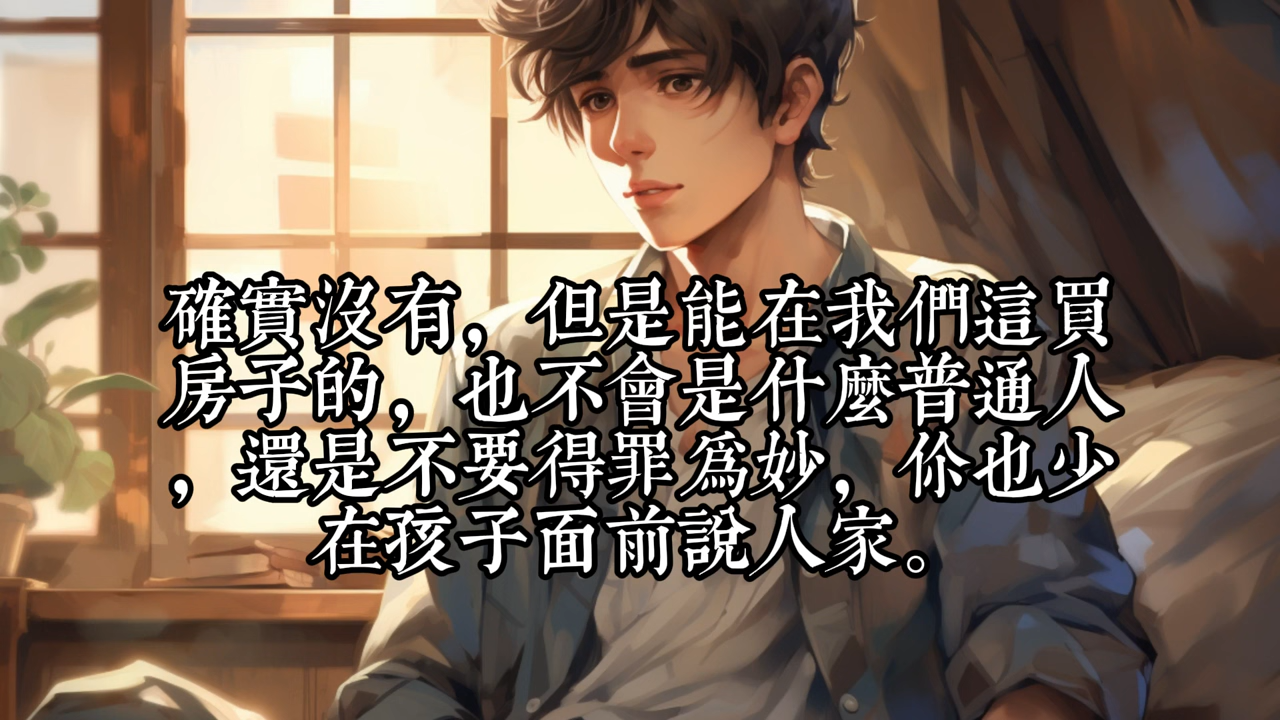 確實沒有，但是能在我們這買
房子的，也不會是什麼普通人
，還是不要得罪爲妙，你也少
在孩子面前說人家。